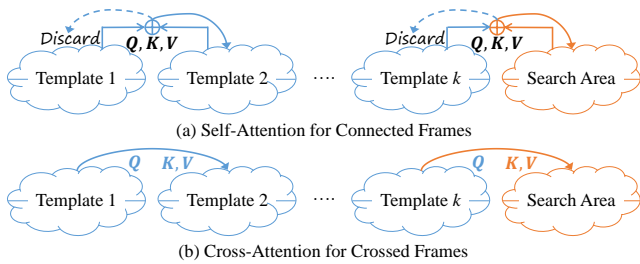 Discard
Q, K, V
Discard
Q, K, V
Template 1
Template 2
....
Template k
Search Area
(a) Self-Attention for Connected Frames
Q
K, V
Q
K, V
Template 1
Template 2
....
Template k
Search Area
(b) Cross-Attention for Crossed Frames